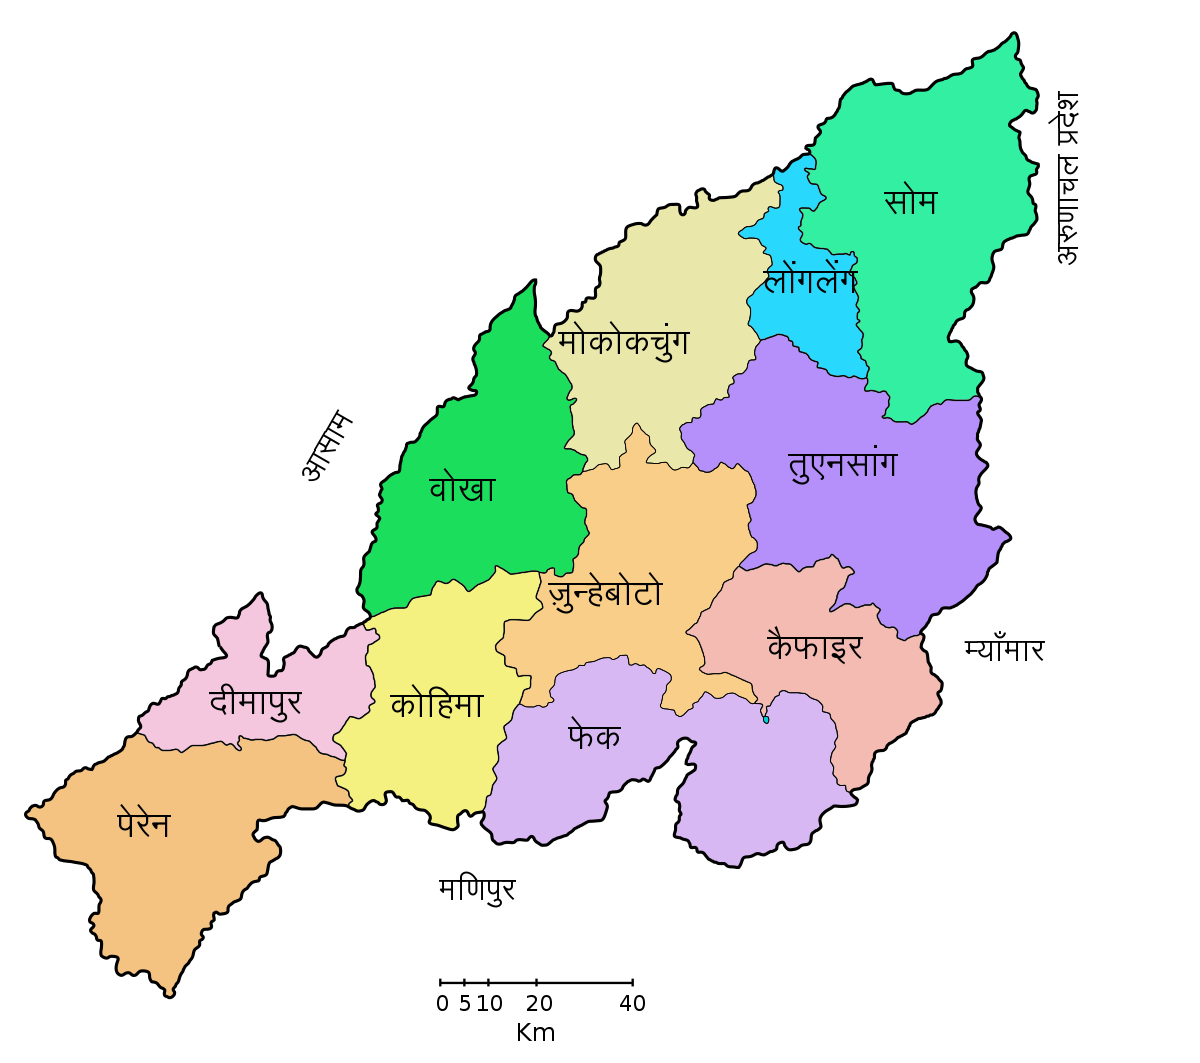 अरुणाचल प्रदेश
सोम
लोंगलेंग
मोकोकचुंग
आसाम
तुएनसांग
वोखा
ज़ुन्हेबोटो
म्याँमार
कैफाइर
दीमापुर
कोहिमा
फेक
पेरेन
मणिपुर
0 5 10 20 40
Km